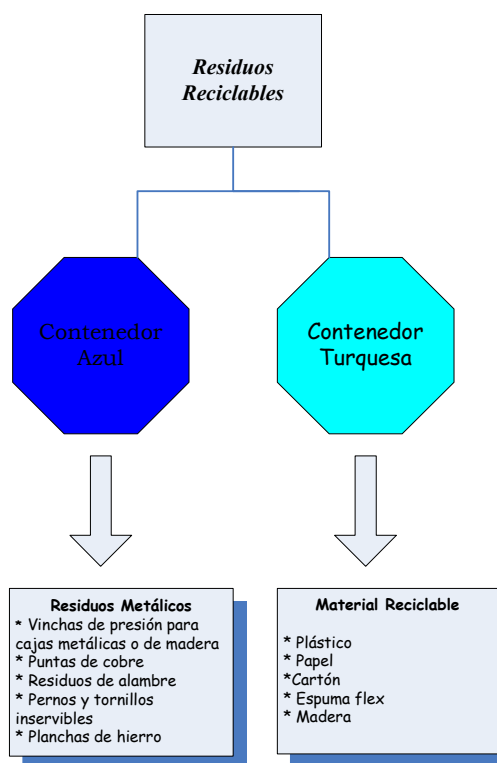 Residuos
Reciclables
Contenedor
Azul
Contenedor
Turquesa
Residuos Metálicos
* Vinchas de presión para
cajas metálicas o de madera
* Puntas de cobre
* Residuos de alambre
* Pernos y tornillos
inservibles
* Planchas de hierro
Material Reciclable
* Plástico
* Papel
*Cartón
* Espuma flex
* Madera